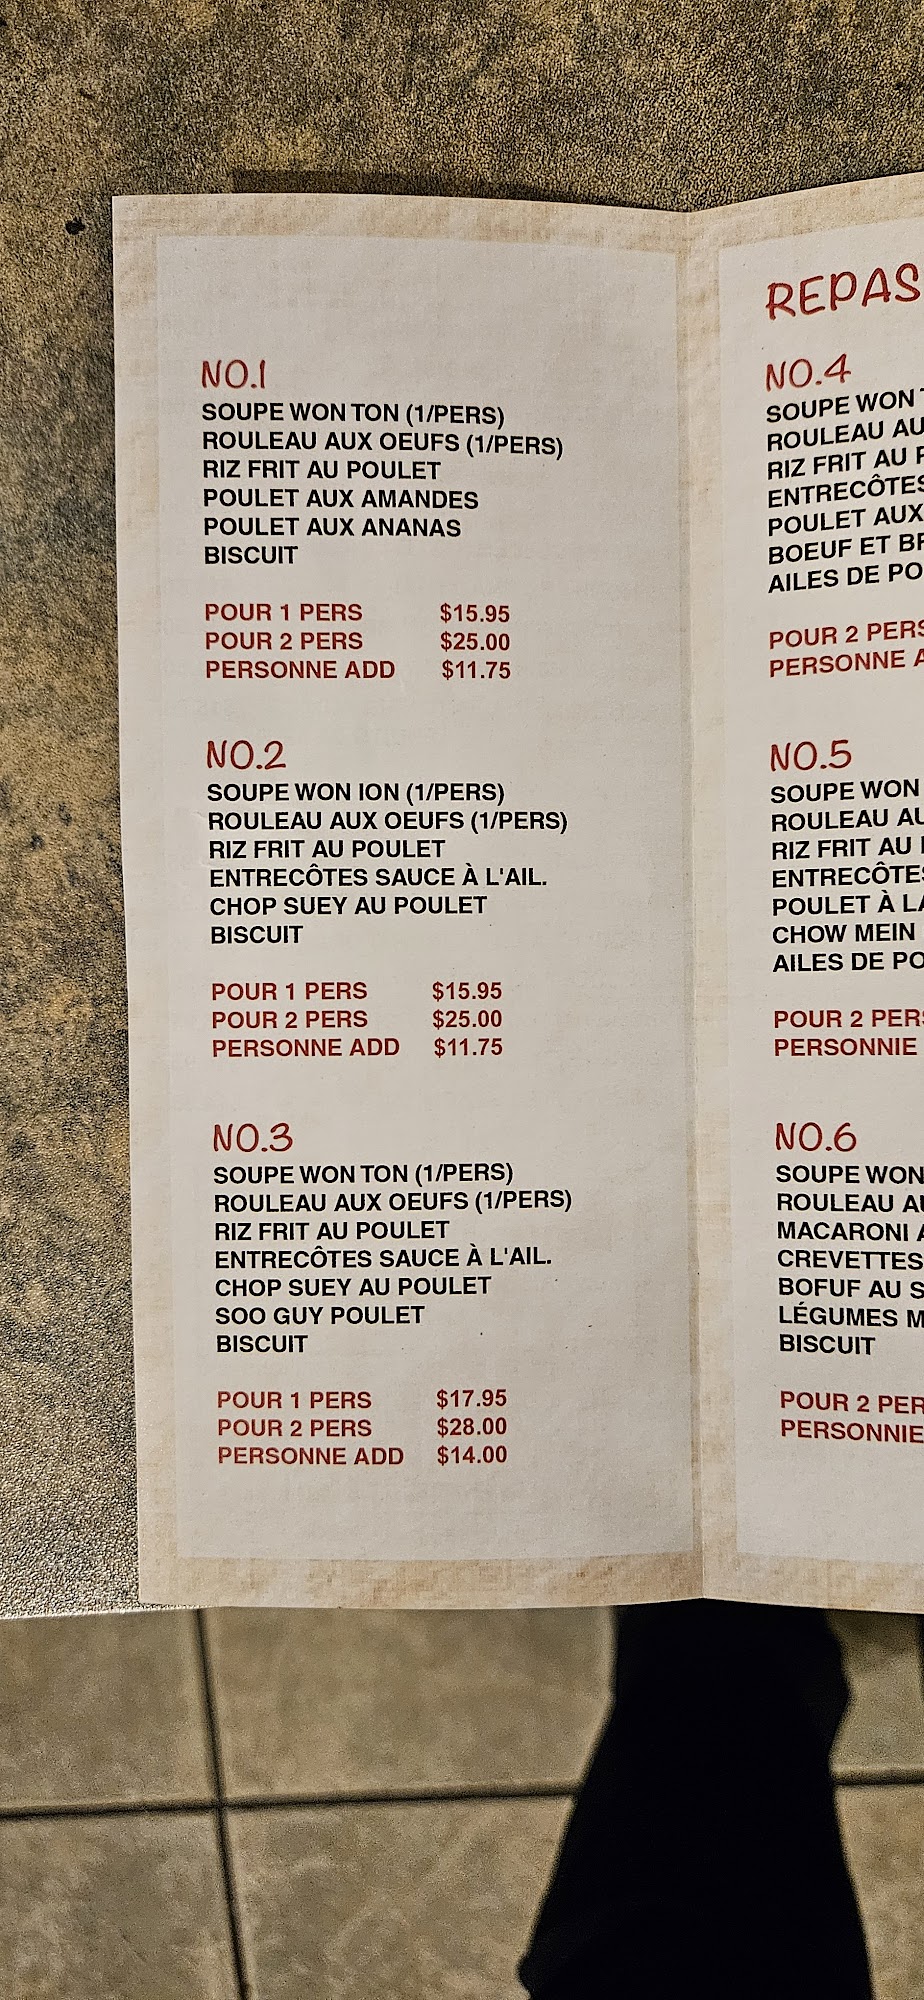 NO.1
SOUPE WON TON (1/PERS)
ROULEAU AUX OEUFS (1/PERS)
RIZ FRIT AU POULET
POULET AUX AMANDES
POULET AUX ANANAS
BISCUIT
POUR 1 PERS $15.95
POUR 2 PERS $25.00
PERSONNE ADD $11.75
NO.2
SOUPE WON ION (1/PERS)
ROULEAU AUX OEUFS (1/PERS)
RIZ FRIT AU POULET
ENTRECÔTES SAUCE À L'AIL.
CHOP SUEY AU POULET
BISCUIT
POUR 1 PERS $15.95
POUR 2 PERS $25.00
PERSONNE ADD $11.75
NO.3
SOUPE WON TON (1/PERS)
ROULEAU AUX OEUFS (1/PERS)
RIZ FRIT AU POULET
ENTRECÔTES SAUCE À L'AIL.
CHOP SUEY AU POULET
SOO GUY POULET
BISCUIT
POUR 1 PERS $17.95
POUR 2 PERS $28.00
PERSONNE ADD $14.00
REPAS
NO.4
SOUPE WON
ROULEAU
RIZ FRIT AU
ENTRECÔTES
POULET AUX
BOEUF ET
AILES DE
POUR 2 PERS
PERSONNE
NO.5
SOUPE WON
ROULEAU
RIZ FRIT AU
ENTRECÔTES
POULET À
CHOW MEIN
AILES DE
POUR 2 PERS
PERSONNIE
NO.6
SOUPE WON
ROULEAU
MACARONI
CREVETTES
BOFUF AU
LÉGUMES
BISCUIT
POUR 2
PERSONNIE